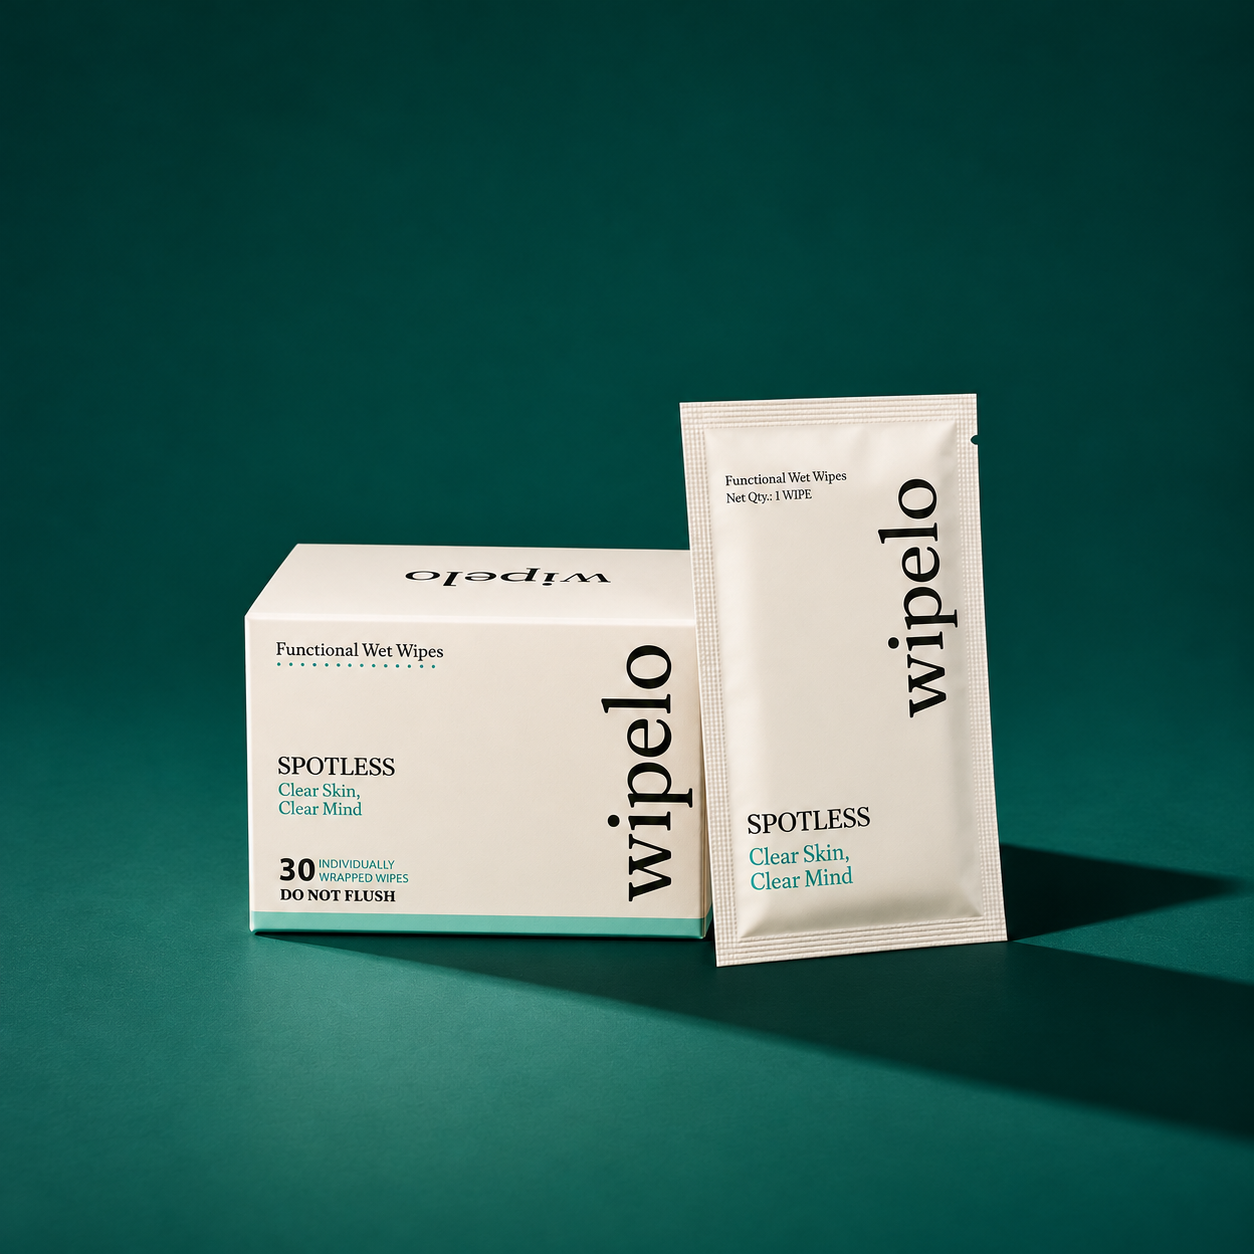 wipelo
Functional Wet Wipes
SPOTLESS
Clear Skin,
Clear Mind
30 INDIVIDUALLY
WRAPPED WIPES
DO NOT FLUSH
wipelo
Functional Wet Wipes
Net Qty.: 1 WIPE
wipelo
SPOTLESS
Clear Skin,
Clear Mind